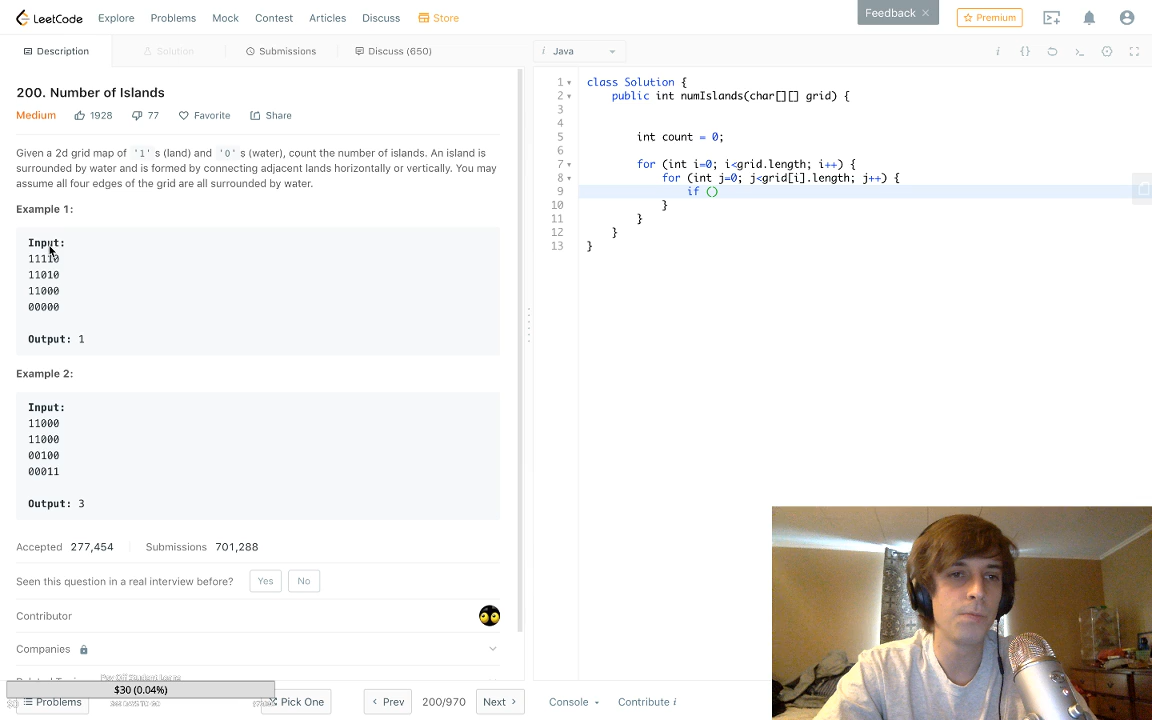 LeetCode Explore Problems Mock Contest Articles Discuss Store Feedback × Premium
Description Solution Submissions Discuss (650) i Java
200. Number of Islands
Medium 1928 77 Favorite Share
Given a 2d grid map of '1' s (land) and '0' s (water), count the number of islands. An island is
surrounded by water and is formed by connecting adjacent lands horizontally or vertically. You may
assume all four edges of the grid are all surrounded by water.
Example 1:
Input:
11110
11010
11000
00000
Output: 1
Example 2:
Input:
11000
11000
00100
00011
Output: 3
Accepted 277,454 Submissions 701,288
Seen this question in a real interview before? Yes No
Contributor
Companies
$30 (0.04%)
Problems Pick One Prev 200/970 Next
1 class Solution {
2 public int numIslands(char[][] grid) {
3
4
5 int count = 0;
6
7 for (int i=0; i<grid.length; i++) {
8 for (int j=0; j<grid[i].length; j++) {
9 if ()
10 }
11 }
12 }
13 }
Console Contribute i